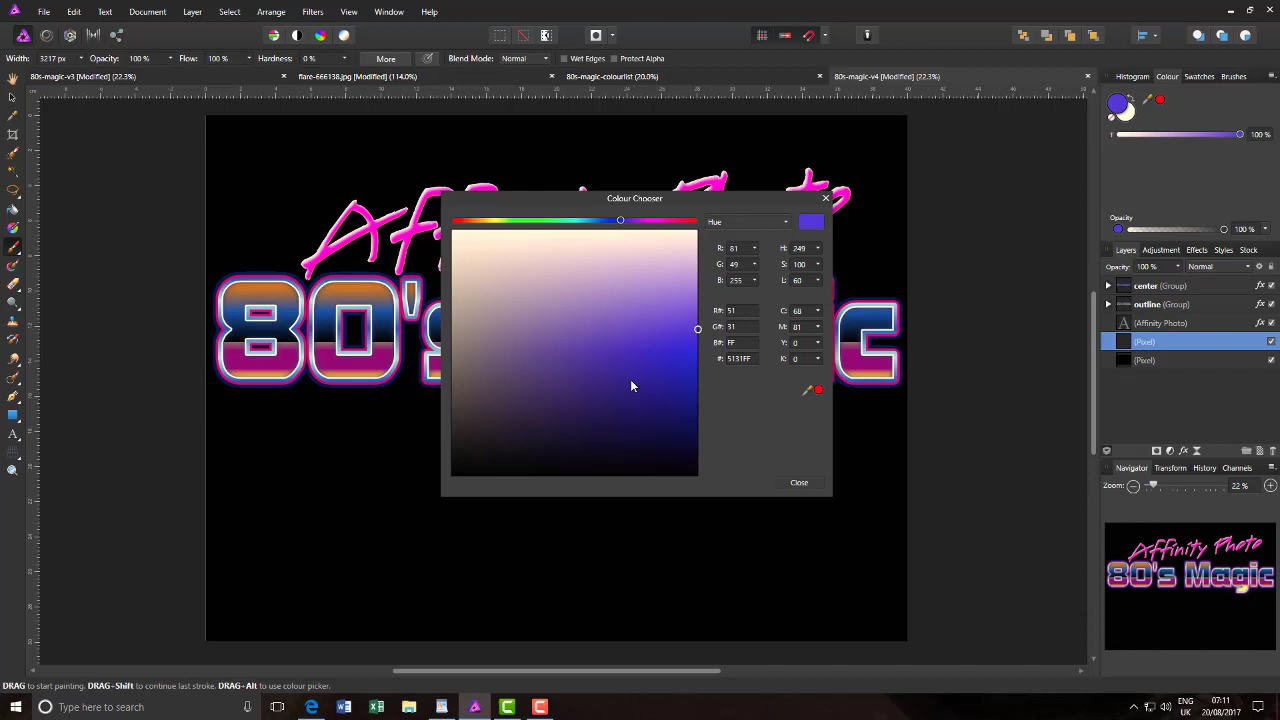 File Edit Text Document Layer Select Arrange Filters View Window Help
Width: 3217 px Opacity: 100 % Flow: 100 % Hardness: 0 % More Blend Mode: Normal Wet Edges Protect Alpha
80s-magic-v3 [Modified] (22.3%) flare-666138.jpg [Modified] (114.0%) 80s-magic-colourlist (20.0%) 80s-magic-v4 [Modified] (22.3%)
Histogram Colour Swatches Brushes
100 %
Opacity
100 %
Colour Chooser
Hue
R: 81 H: 249
G: 49 S: 100
B: 255 L: 60
R#: 51 C: 68
G#: 31 M: 81
B#: FF Y: 0
#: 5131FF K: 0
Close
80's
Layers Adjustment Effects Styles Stock
Opacity: 100 % Normal
center (Group)
outline (Group)
(Affinity Photo)
(Pixel)
(Pixel)
Navigator Transform History Channels
Zoom: 22 %
Affinity Photo
80's Magic
DRAG to start painting. DRAG+Shift to continue last stroke. DRAG+Alt to use colour picker.
Type here to search
ENG
UK
07:11
20/08/2017